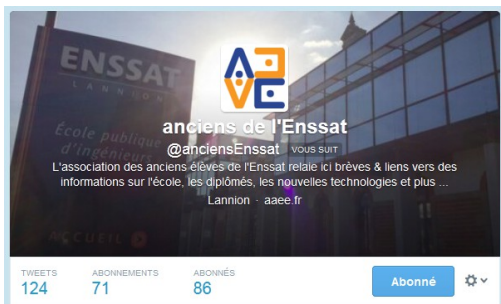 ENSSAT
LANNION
École publique
d'ingénieurs
ACCUEIL
anciens de l'Enssat
@anciensEnssat VOUS SUIT
L'association des anciens élèves de l'Enssat relaie ici brèves & liens vers des
informations sur l'école, les diplômés, les nouvelles technologies et plus ...
Lannion · aaee.fr
TWEETS ABONNEMENTS ABONNÉS
124 71 86
Abonné